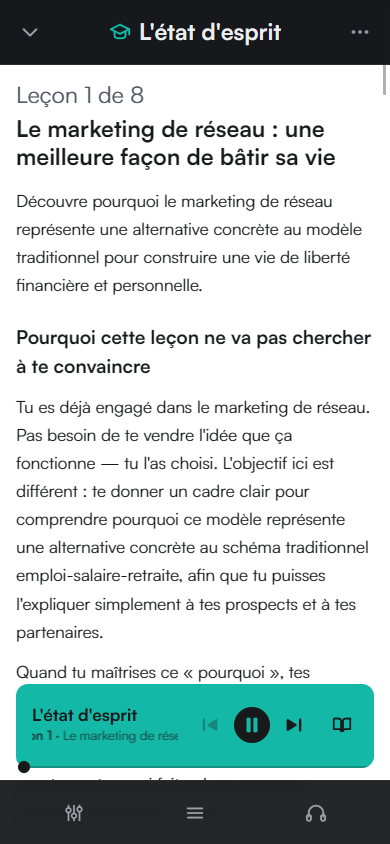 L'état d'esprit
Leçon 1 de 8
Le marketing de réseau : une
meilleure façon de bâtir sa vie
Découvre pourquoi le marketing de réseau
représente une alternative concrète au modèle
traditionnel pour construire une vie de liberté
financière et personnelle.
Pourquoi cette leçon ne va pas chercher
à te convaincre
Tu es déjà engagé dans le marketing de réseau.
Pas besoin de te vendre l'idée que ça
fonctionne — tu l'as choisi. L'objectif ici est
différent : te donner un cadre clair pour
comprendre pourquoi ce modèle représente
une alternative concrète au schéma traditionnel
emploi-salaire-retraite, afin que tu puisses
l'expliquer simplement à tes prospects et à tes
partenaires.
Quand tu maîtrises ce « pourquoi », tes
L'état d'esprit
on 1 · Le marketing de rése